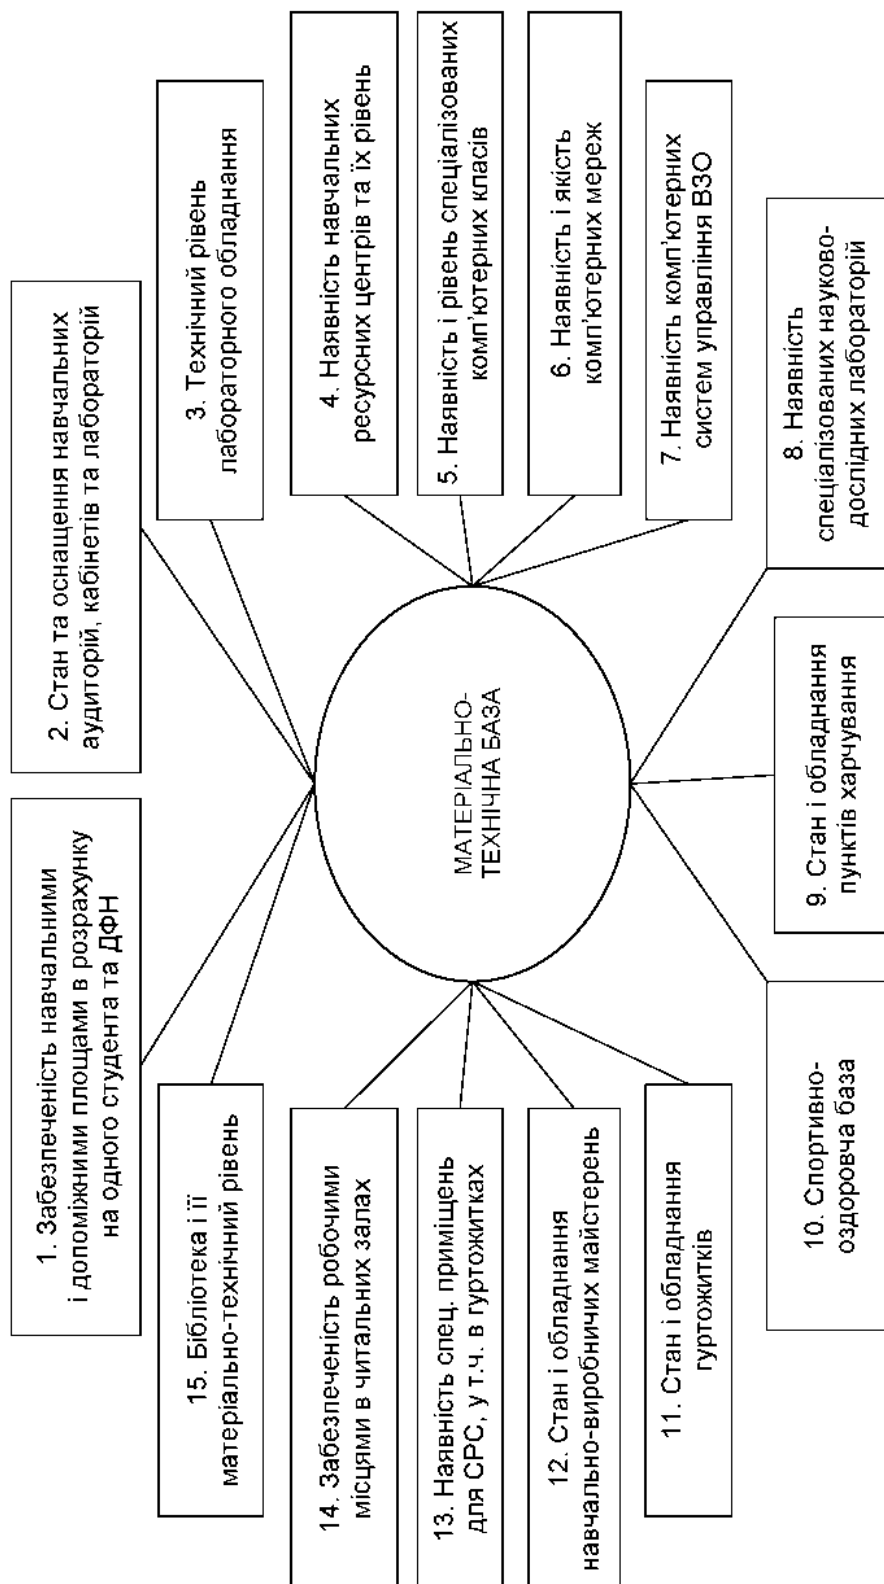 1. Забезпеченість навчальними
і допоміжними площами в розрахунку
на одного студента та ДФН
2. Стан та оснащення навчальних
аудиторій, кабінетів та лабораторій
3. Технічний рівень
лабораторного обладнання
4. Наявність навчальних
ресурсних центрів та їх рівень
5. Наявність і рівень спеціалізованих
комп'ютерних класів
6. Наявність і якість
комп'ютерних мереж
7. Наявність комп'ютерних
систем управління ВЗО
8. Наявність
спеціалізованих науково-
дослідних лабораторій
9. Стан і обладнання
пунктів харчування
10. Спортивно-
оздоровча база
11. Стан і обладнання
гуртожитків
12. Стан і обладнання
навчально-виробничих майстерень
13. Наявність спец. приміщень
для СРС, у т.ч. в гуртожитках
14. Забезпеченість робочими
місцями в читальних залах
15. Бібліотека і її
матеріально-технічний рівень
МАТЕРІАЛЬНО-
ТЕХНІЧНА БАЗА